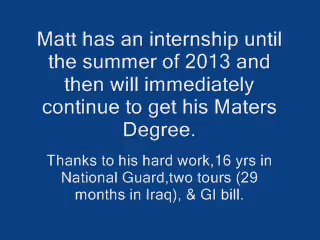 Matt has an internship until
the summer of 2013 and
then will immediately
continue to get his Maters
Degree.
Thanks to his hard work,16 yrs in
National Guard,two tours (29
months in Iraq), & GI bill.